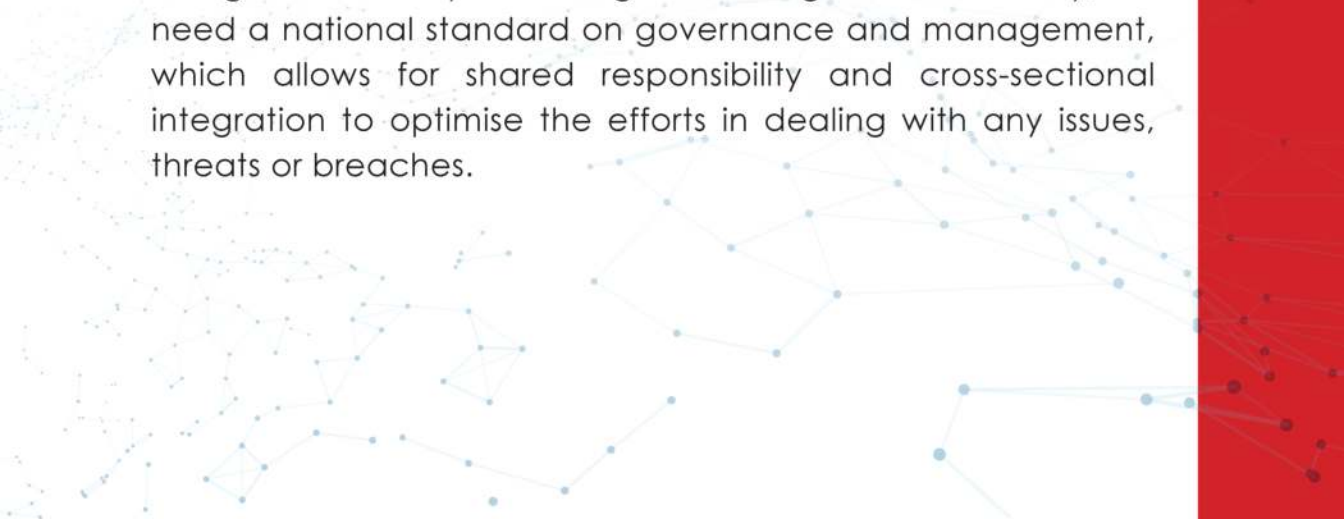 need a national standard on governance and management,
which allows for shared responsibility and cross-sectional
integration to optimise the efforts in dealing with any issues,
threats or breaches.